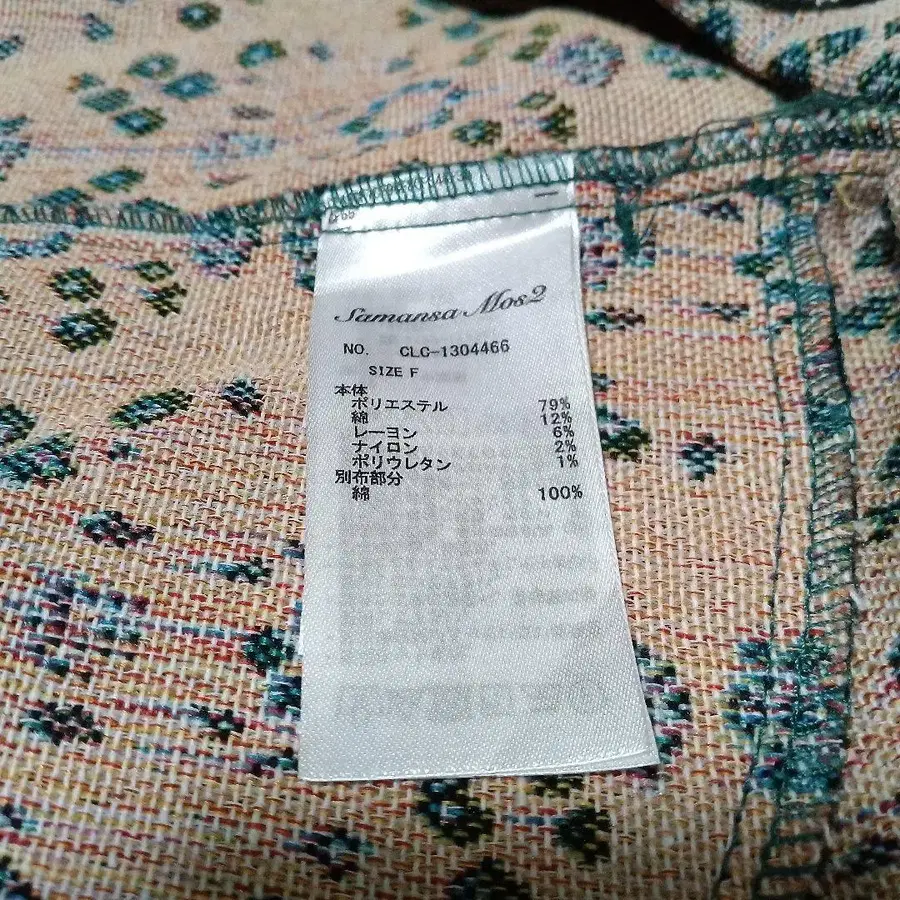 Samansa Mos2
NO. CLC-1304466
SIZE F
本体
ポリエステル 79%
綿 12%
レーヨン 6%
ナイロン 2%
ポリウレタン 1%
別布部分
綿 100%